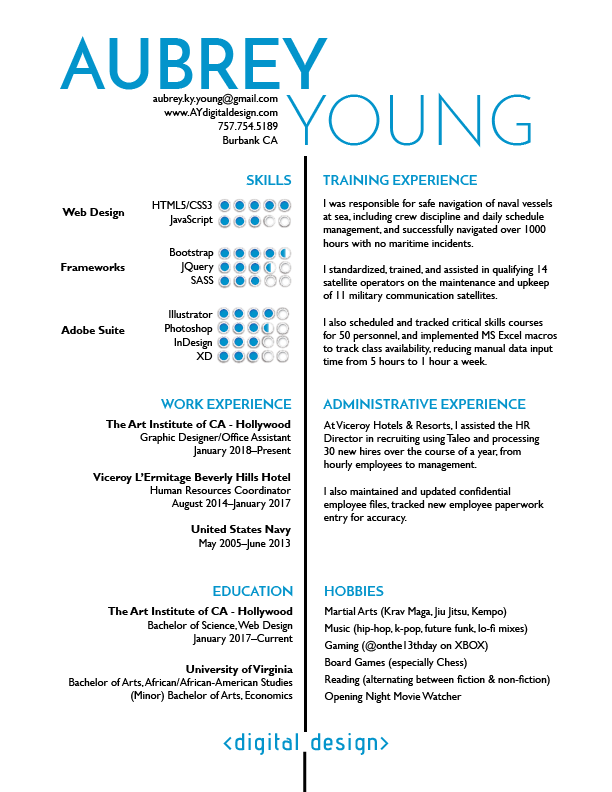 AUBREY
YOUNG
aubrey.ky.young@gmail.com
www.AYdigitaldesign.com
757.754.5189
Burbank CA
SKILLS
Web Design
HTML5/CSS3
JavaScript
Frameworks
Bootstrap
JQuery
SASS
Adobe Suite
Illustrator
Photoshop
InDesign
XD
WORK EXPERIENCE
The Art Institute of CA - Hollywood
Graphic Designer/Office Assistant
January 2018–Present
Viceroy L'Ermitage Beverly Hills Hotel
Human Resources Coordinator
August 2014–January 2017
United States Navy
May 2005–June 2013
EDUCATION
The Art Institute of CA - Hollywood
Bachelor of Science, Web Design
January 2017–Current
University of Virginia
Bachelor of Arts, African/African-American Studies
(Minor) Bachelor of Arts, Economics
TRAINING EXPERIENCE
I was responsible for safe navigation of naval vessels
at sea, including crew discipline and daily schedule
management, and successfully navigated over 1000
hours with no maritime incidents.
I standardized, trained, and assisted in qualifying 14
satellite operators on the maintenance and upkeep
of 11 military communication satellites.
I also scheduled and tracked critical skills courses
for 50 personnel, and implemented MS Excel macros
to track class availability, reducing manual data input
time from 5 hours to 1 hour a week.
ADMINISTRATIVE EXPERIENCE
At Viceroy Hotels & Resorts, I assisted the HR
Director in recruiting using Taleo and processing
30 new hires over the course of a year, from
hourly employees to management.
I also maintained and updated confidential
employee files, tracked new employee paperwork
entry for accuracy.
HOBBIES
Martial Arts (Krav Maga, Jiu Jitsu, Kempo)
Music (hip-hop, k-pop, future funk, lo-fi mixes)
Gaming (@onthe13thday on XBOX)
Board Games (especially Chess)
Reading (alternating between fiction & non-fiction)
Opening Night Movie Watcher
<digital design>